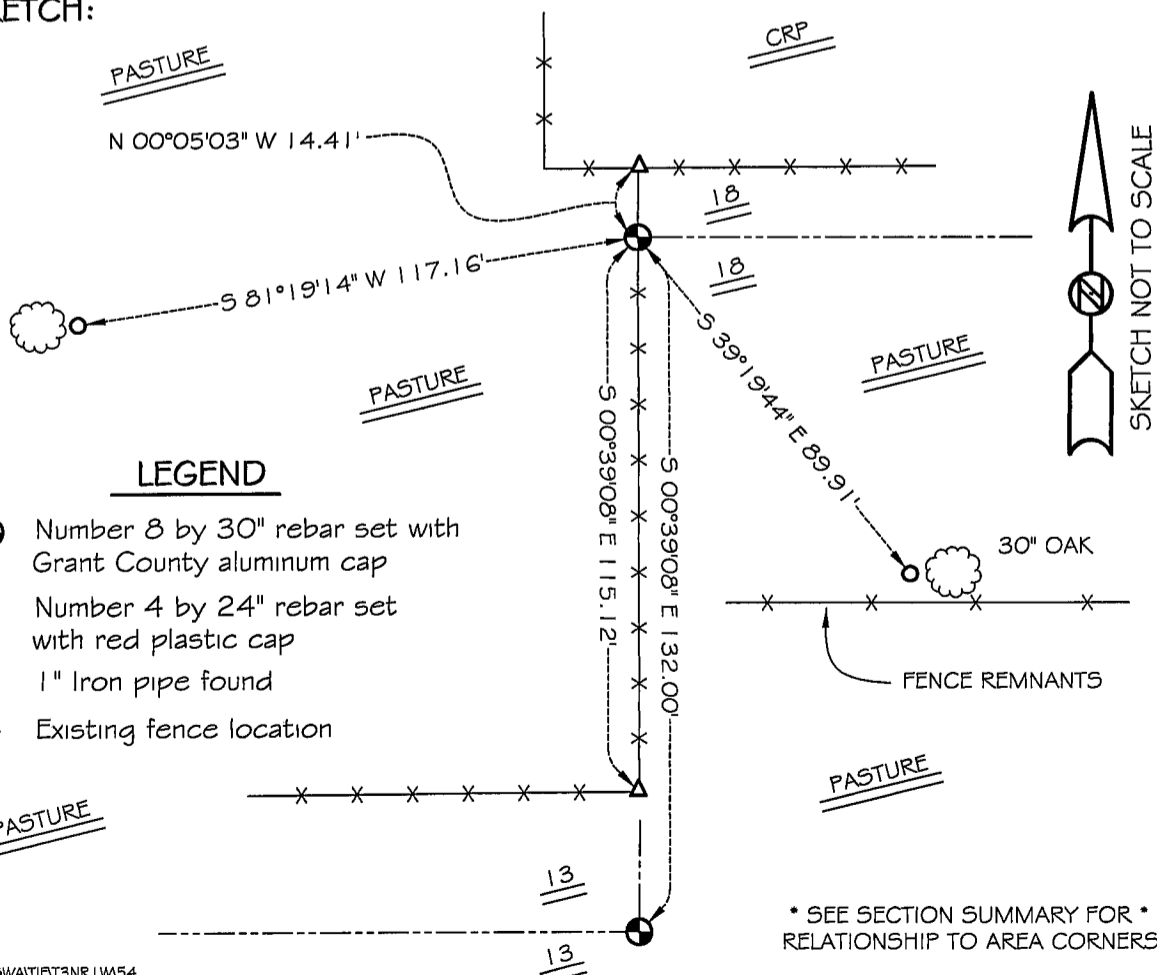 KETCH:
PASTURE
CRP
N 00°05'03" W 14.41'
18
18
S 81°19'14" W 117.16'
S 39°19'44" E 89.91'
PASTURE
PASTURE
N
SKETCH NOT TO SCALE
S 00°39'08" E 115.12'
S 00°39'08" E 132.00'
LEGEND
Number 8 by 30" rebar set with
Grant County aluminum cap
Number 4 by 24" rebar set
with red plastic cap
1" Iron pipe found
Existing fence location
30" OAK
FENCE REMNANTS
PASTURE
PASTURE
13
13
* SEE SECTION SUMMARY FOR *
RELATIONSHIP TO AREA CORNERS